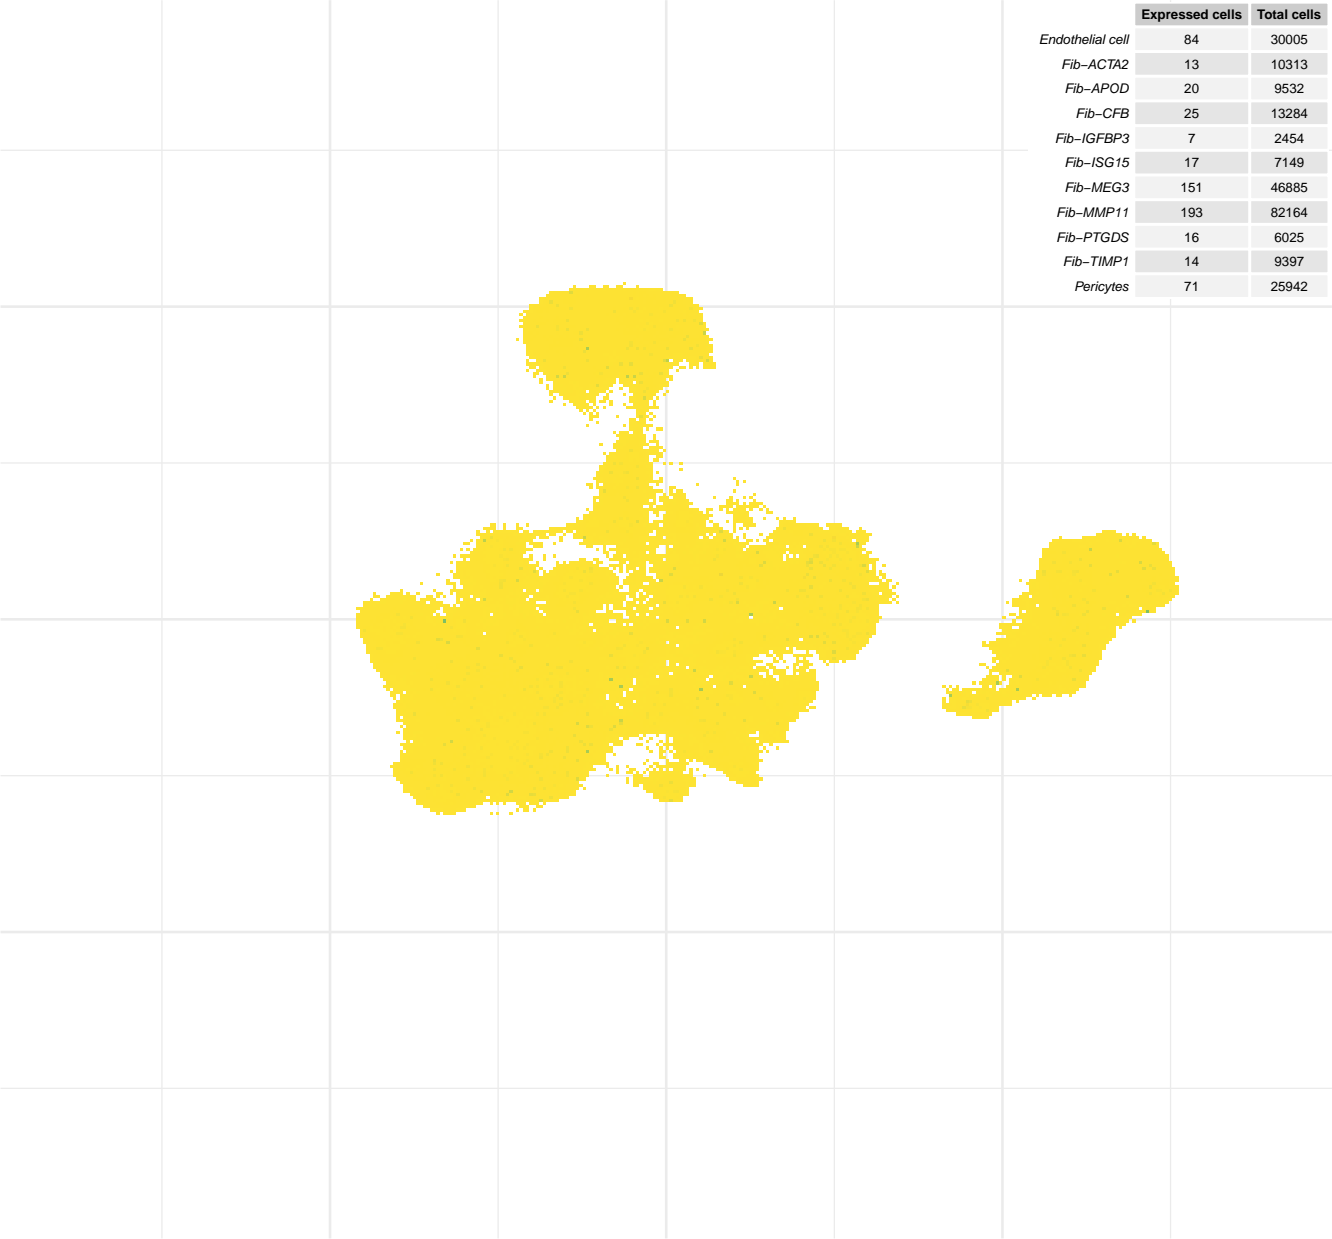 Expressed cells Total cells
Endothelial cell 84 30005
Fib−ACTA2 13 10313
Fib−APOD 20 9532
Fib−CFB 25 13284
Fib−IGFBP3 7 2454
Fib−ISG15 17 7149
Fib−MEG3 151 46885
Fib−MMP11 193 82164
Fib−PTGDS 16 6025
Fib−TIMP1 14 9397
Pericytes 71 25942